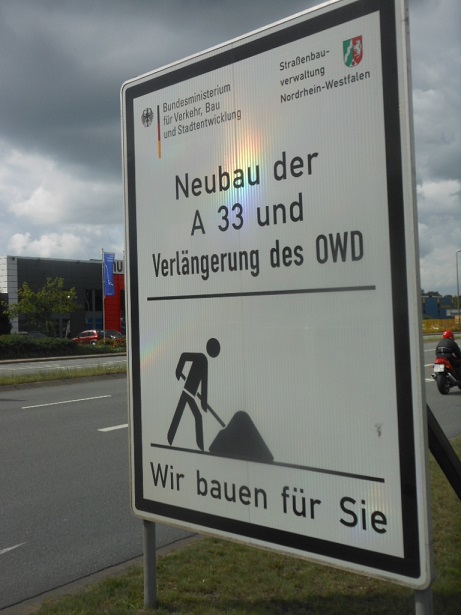 Bundesministerium
für Verkehr, Bau
und Stadtentwicklung
Straßenbau-
verwaltung
Nordrhein-Westfalen
Neubau der
A 33 und
Verlängerung des OWD
Wir bauen für Sie